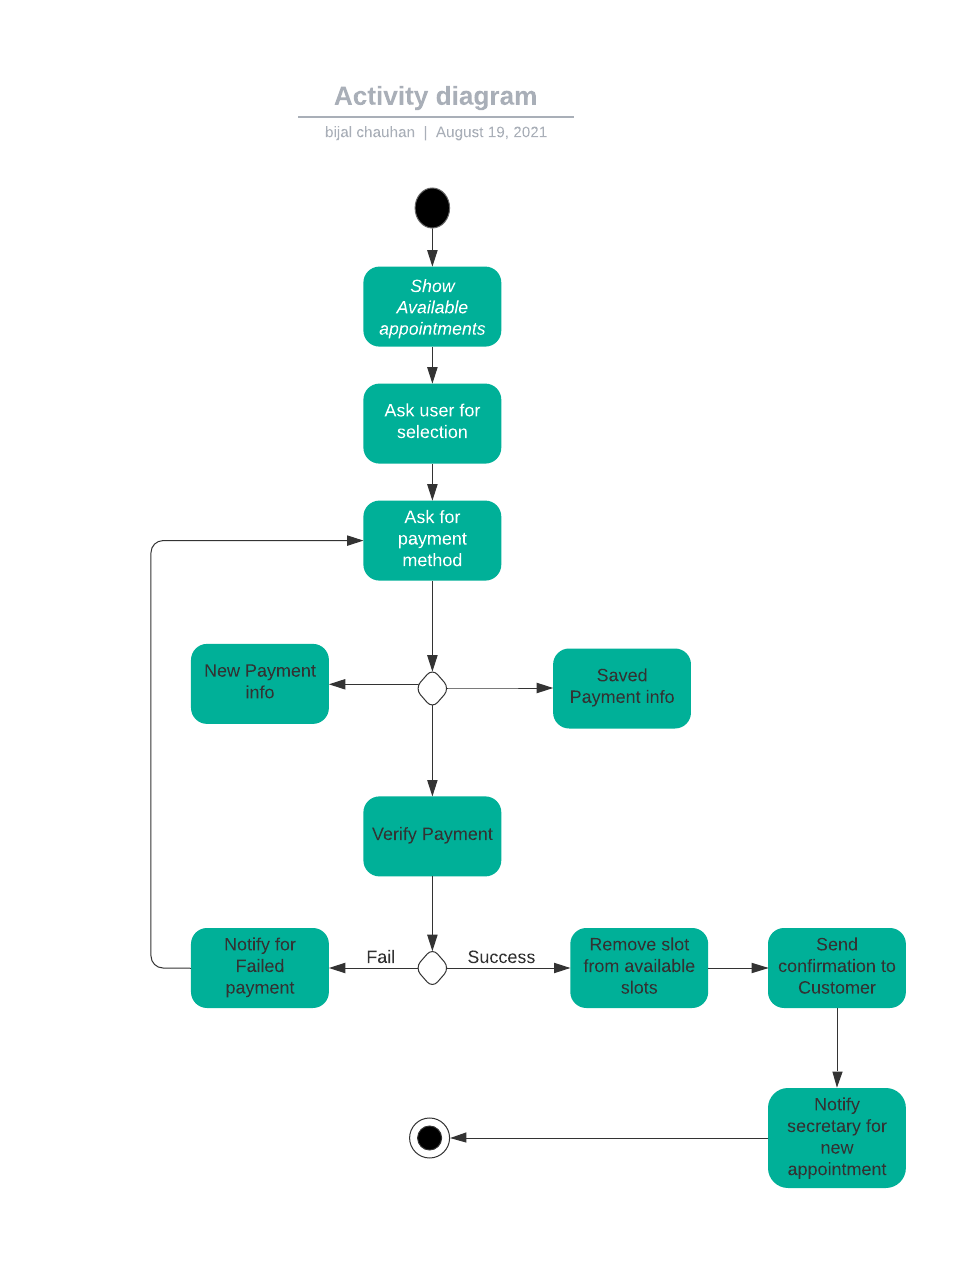 Activity diagram
bijal chauhan | August 19, 2021
Show
Available
appointments
Ask user for
selection
Ask for
payment
method
New Payment
info
Saved
Payment info
Verify Payment
Notify for
Failed
payment
Fail
Success
Remove slot
from available
slots
Send
confirmation to
Customer
Notify
secretary for
new
appointment